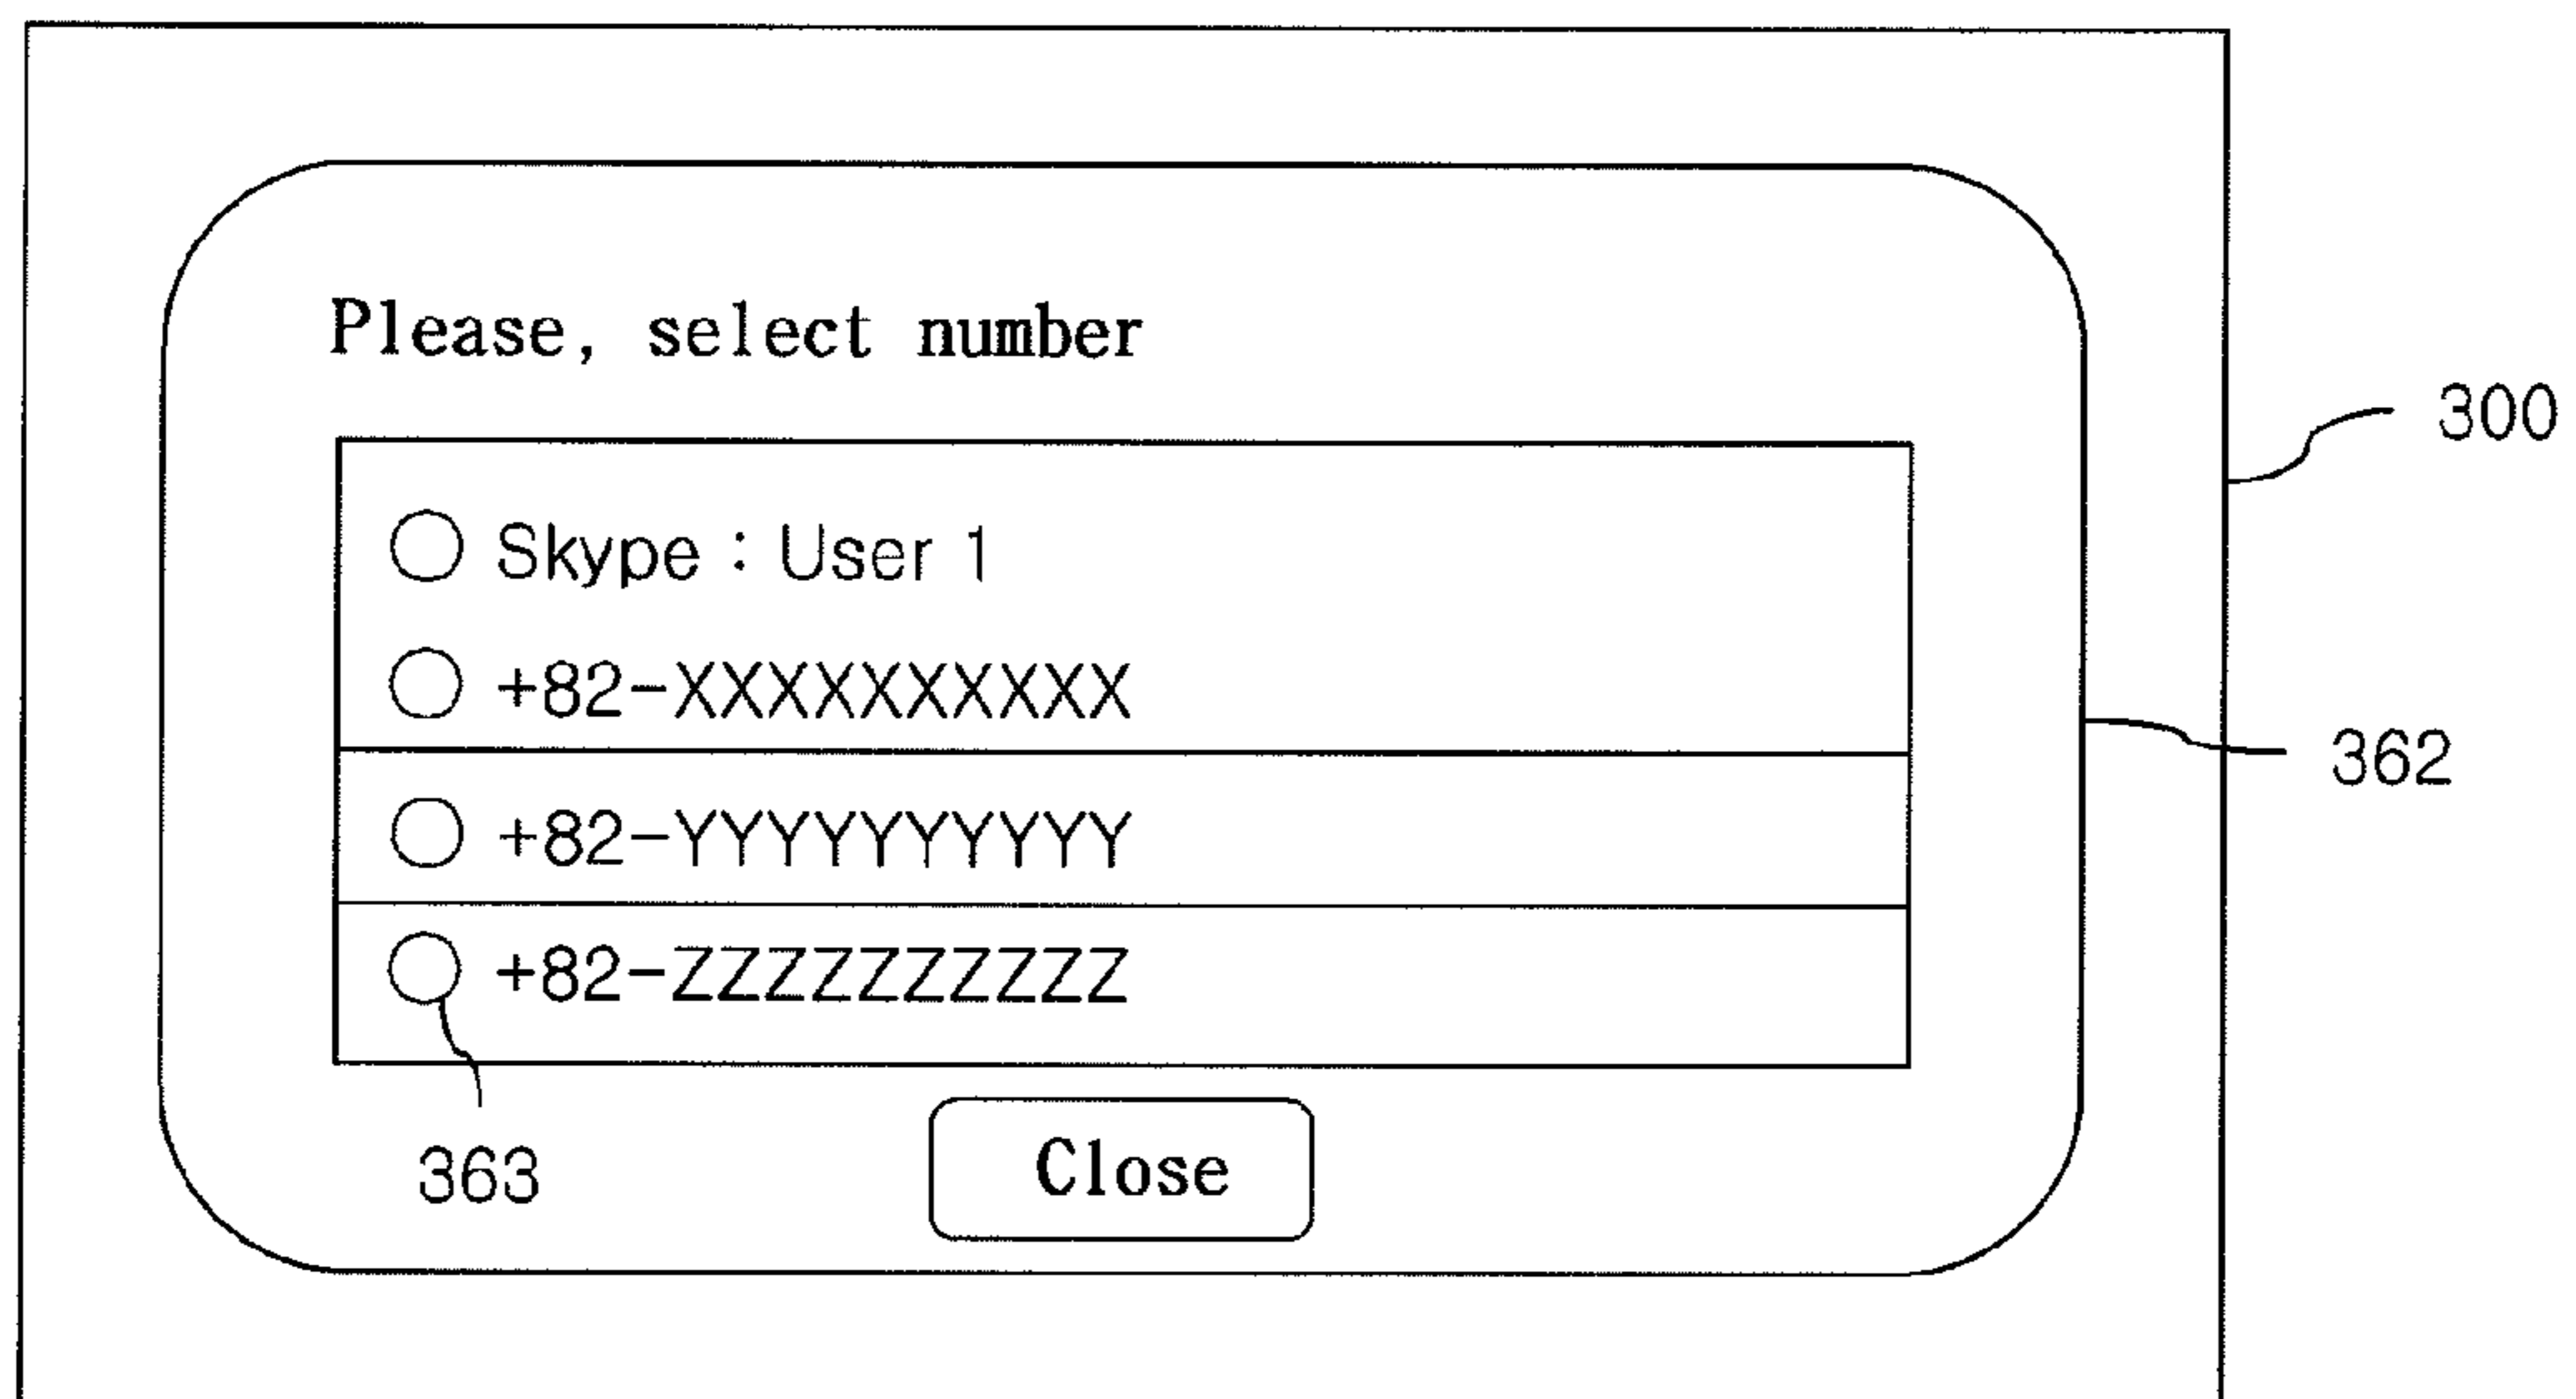 Please, select number
300
Skype : User 1
+82-XXXXXXXXXX
362
+82-YYYYYYYYYY
+82-ZZZZZZZZZZ
363
Close